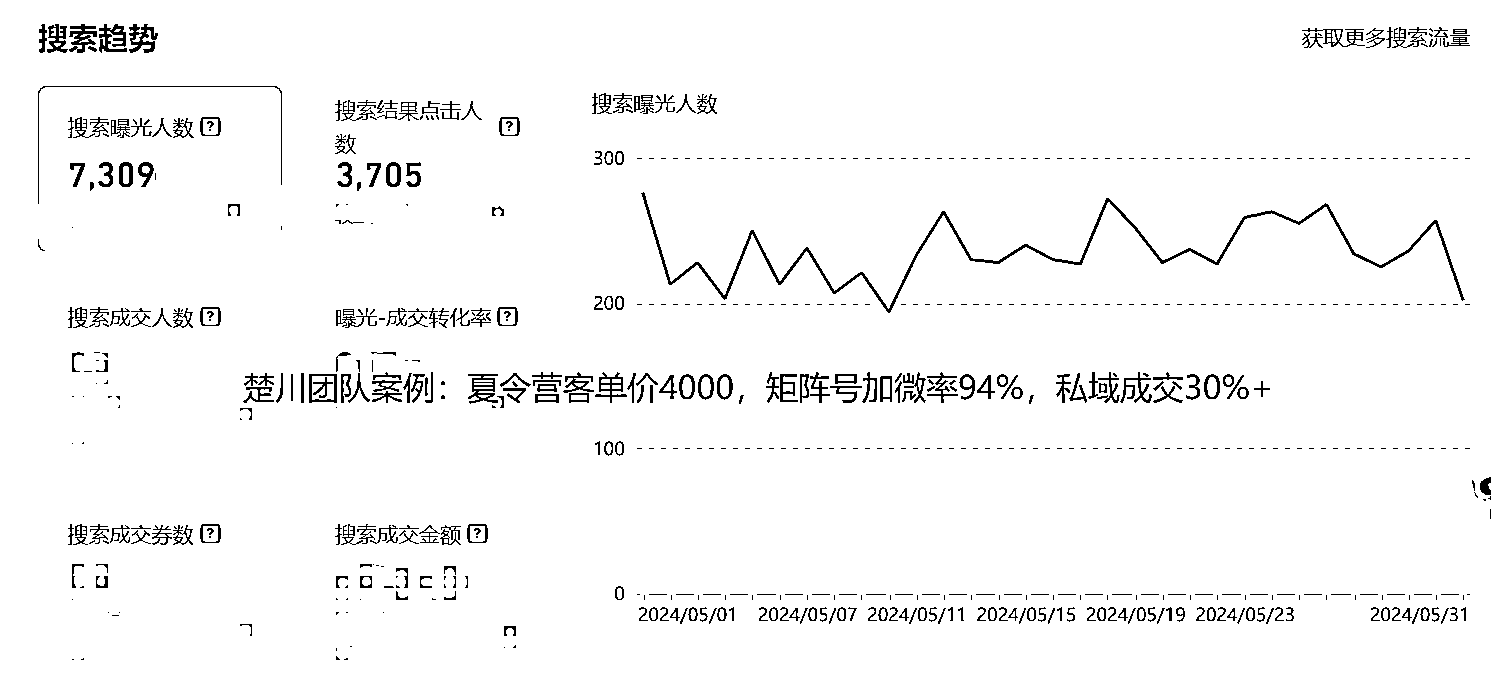 搜索趋势
获取更多搜索流量
搜索曝光人数
7,309
搜索结果点击人
数
3,705
搜索成交人数
曝光-成交转化率
搜索成交券数
搜索成交金额
搜索曝光人数
300
200
100
0
2024/05/01 2024/05/07 2024/05/11 2024/05/15 2024/05/19 2024/05/23 2024/05/31
楚川团队案例：夏令营客单价4000，矩阵号加微率94%，私域成交30%+